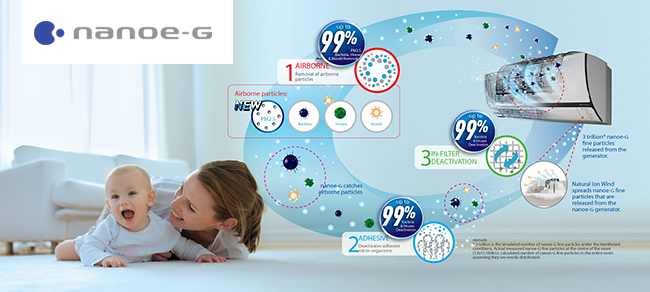 nanoe-G
up to
99%
PM2.5,
Bacteria, Viruses
& Mould Removal
1 AIRBORNE
Removal of airborne
particles
Airborne particles:
NEW
PM2.5
Bacteria
Viruses
Mould
up to
99%
Bacteria
& Viruses
Deactivation
3 IN-FILTER
DEACTIVATION
3 trillion* nanoe-G
fine particles
released from the
generator.
nanoe-G catches
airborne particles
Natural Ion Wind
spreads nanoe-G fine
particles that are
released from the
nanoe-G generator.
up to
99%
Bacteria
& Viruses
Deactivation
2 ADHESIVE
Deactivates adhesive
micro-organisms
Remark:
* 3 trillion is the simulated number of nanoe-G fine particles under the mentioned
conditions. Actual measured nanoe-G fine particles at the centre of the room
calculated number of nanoe-G fine particles in the entire room
assuming they are evenly distributed.